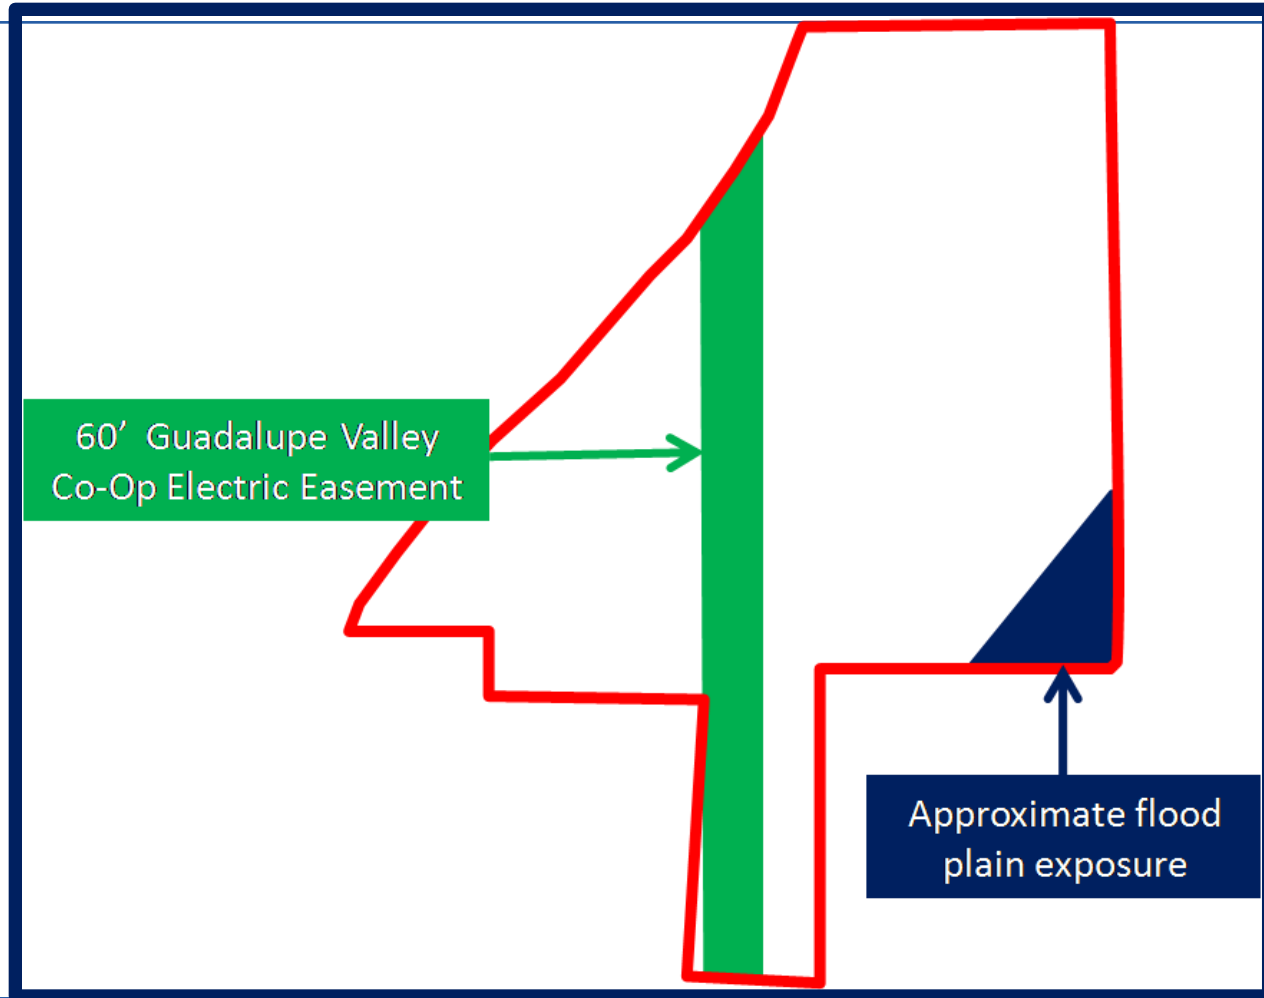 60’ Guadalupe Valley
Co-Op Electric Easement
Approximate flood
plain exposure